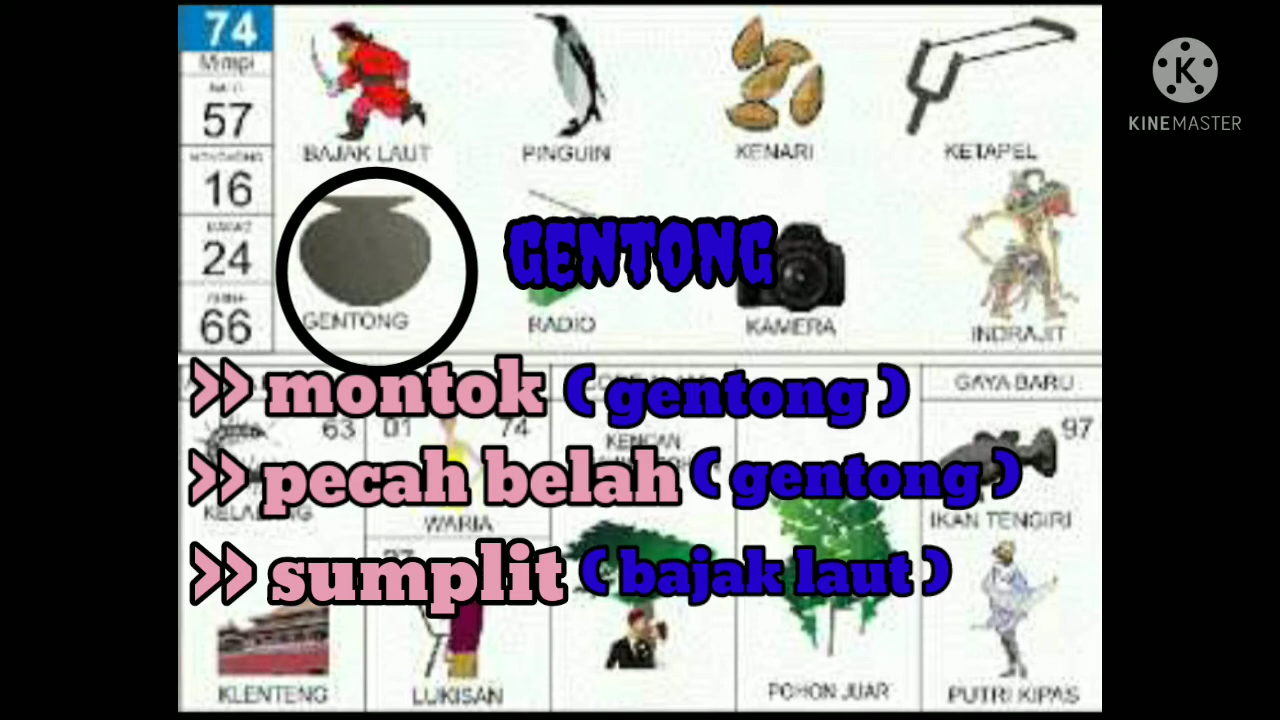 74
Mimpi
57
16
24
66
BAJAK LAUT
PINGUIN
KENARI
KETAPEL
GENTONG
GENTONG
RADIO
KAMERA
INDRAJIT
KINEMASTER
>> montok ( gentong )
GAYA BARU
63
01
74
97
>> pecah belah ( gentong )
WARIA
IKAN TENGIRI
>> sumplit ( bajak laut )
KLENTENG
LUKISAN
POHON JUAR
PUTRI KIPAS